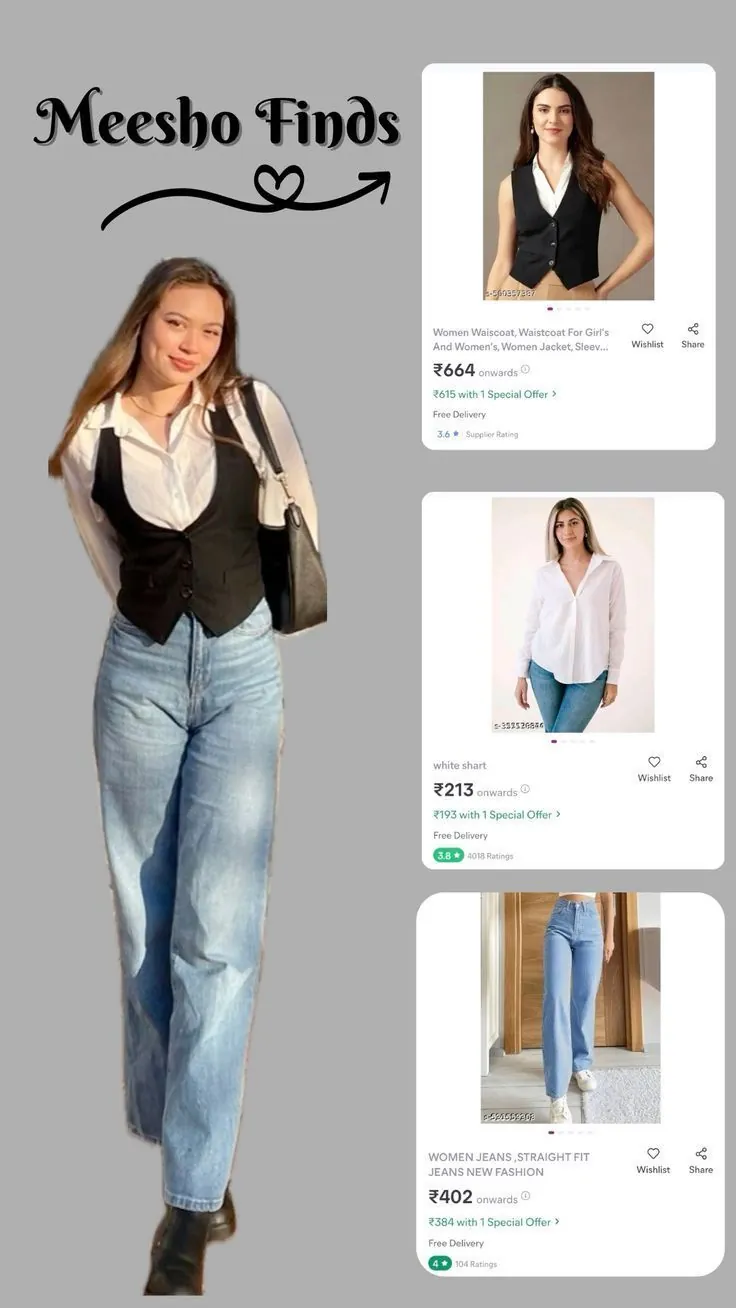 Meesho Finds
Women Waiscoat, Waistcoat For Girl's
And Women's, Women Jacket, Sleev...
Wishlist
Share
₹664 onwards
₹615 with 1 Special Offer >
Free Delivery
3.6 ★ Supplier Rating
white shart
Wishlist
Share
₹213 onwards
₹193 with 1 Special Offer >
Free Delivery
3.8 ★ 4018 Ratings
WOMEN JEANS ,STRAIGHT FIT
JEANS NEW FASHION
Wishlist
Share
₹402 onwards
₹384 with 1 Special Offer >
Free Delivery
4 ★ 104 Ratings